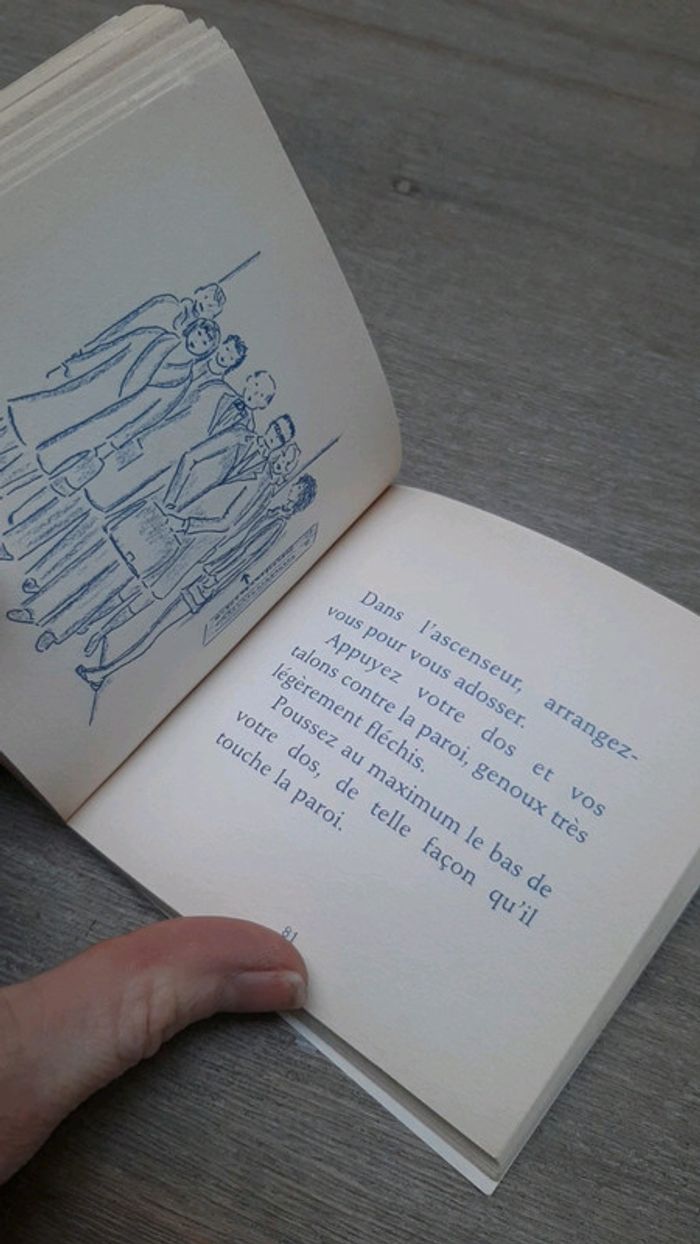 Dans l'ascenseur, arrangez-
vous pour vous adosser.
Appuyez votre dos et vos
talons contre la paroi, genoux très
légèrement fléchis.
Poussez au maximum le bas de
votre dos, de telle façon qu'il
touche la paroi.
81